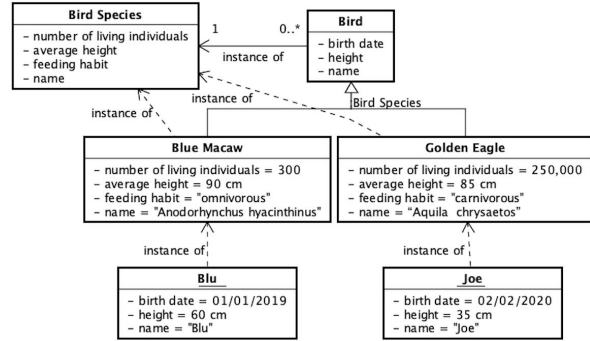 Bird Species
- number of living individuals
- average height
- feeding habit
- name
1
0..*
instance of
Bird
- birth date
- height
- name
instance of
instance of
Bird Species
Blue Macaw
- number of living individuals = 300
- average height = 90 cm
- feeding habit = "omnivorous"
- name = "Anodorhynchus hyacinthinus"
Golden Eagle
- number of living individuals = 250,000
- average height = 85 cm
- feeding habit = "carnivorous"
- name = "Aquila chrysaetos"
instance of
instance of
Blu
- birth date = 01/01/2019
- height = 60 cm
- name = "Blu"
Joe
- birth date = 02/02/2020
- height = 35 cm
- name = "Joe"